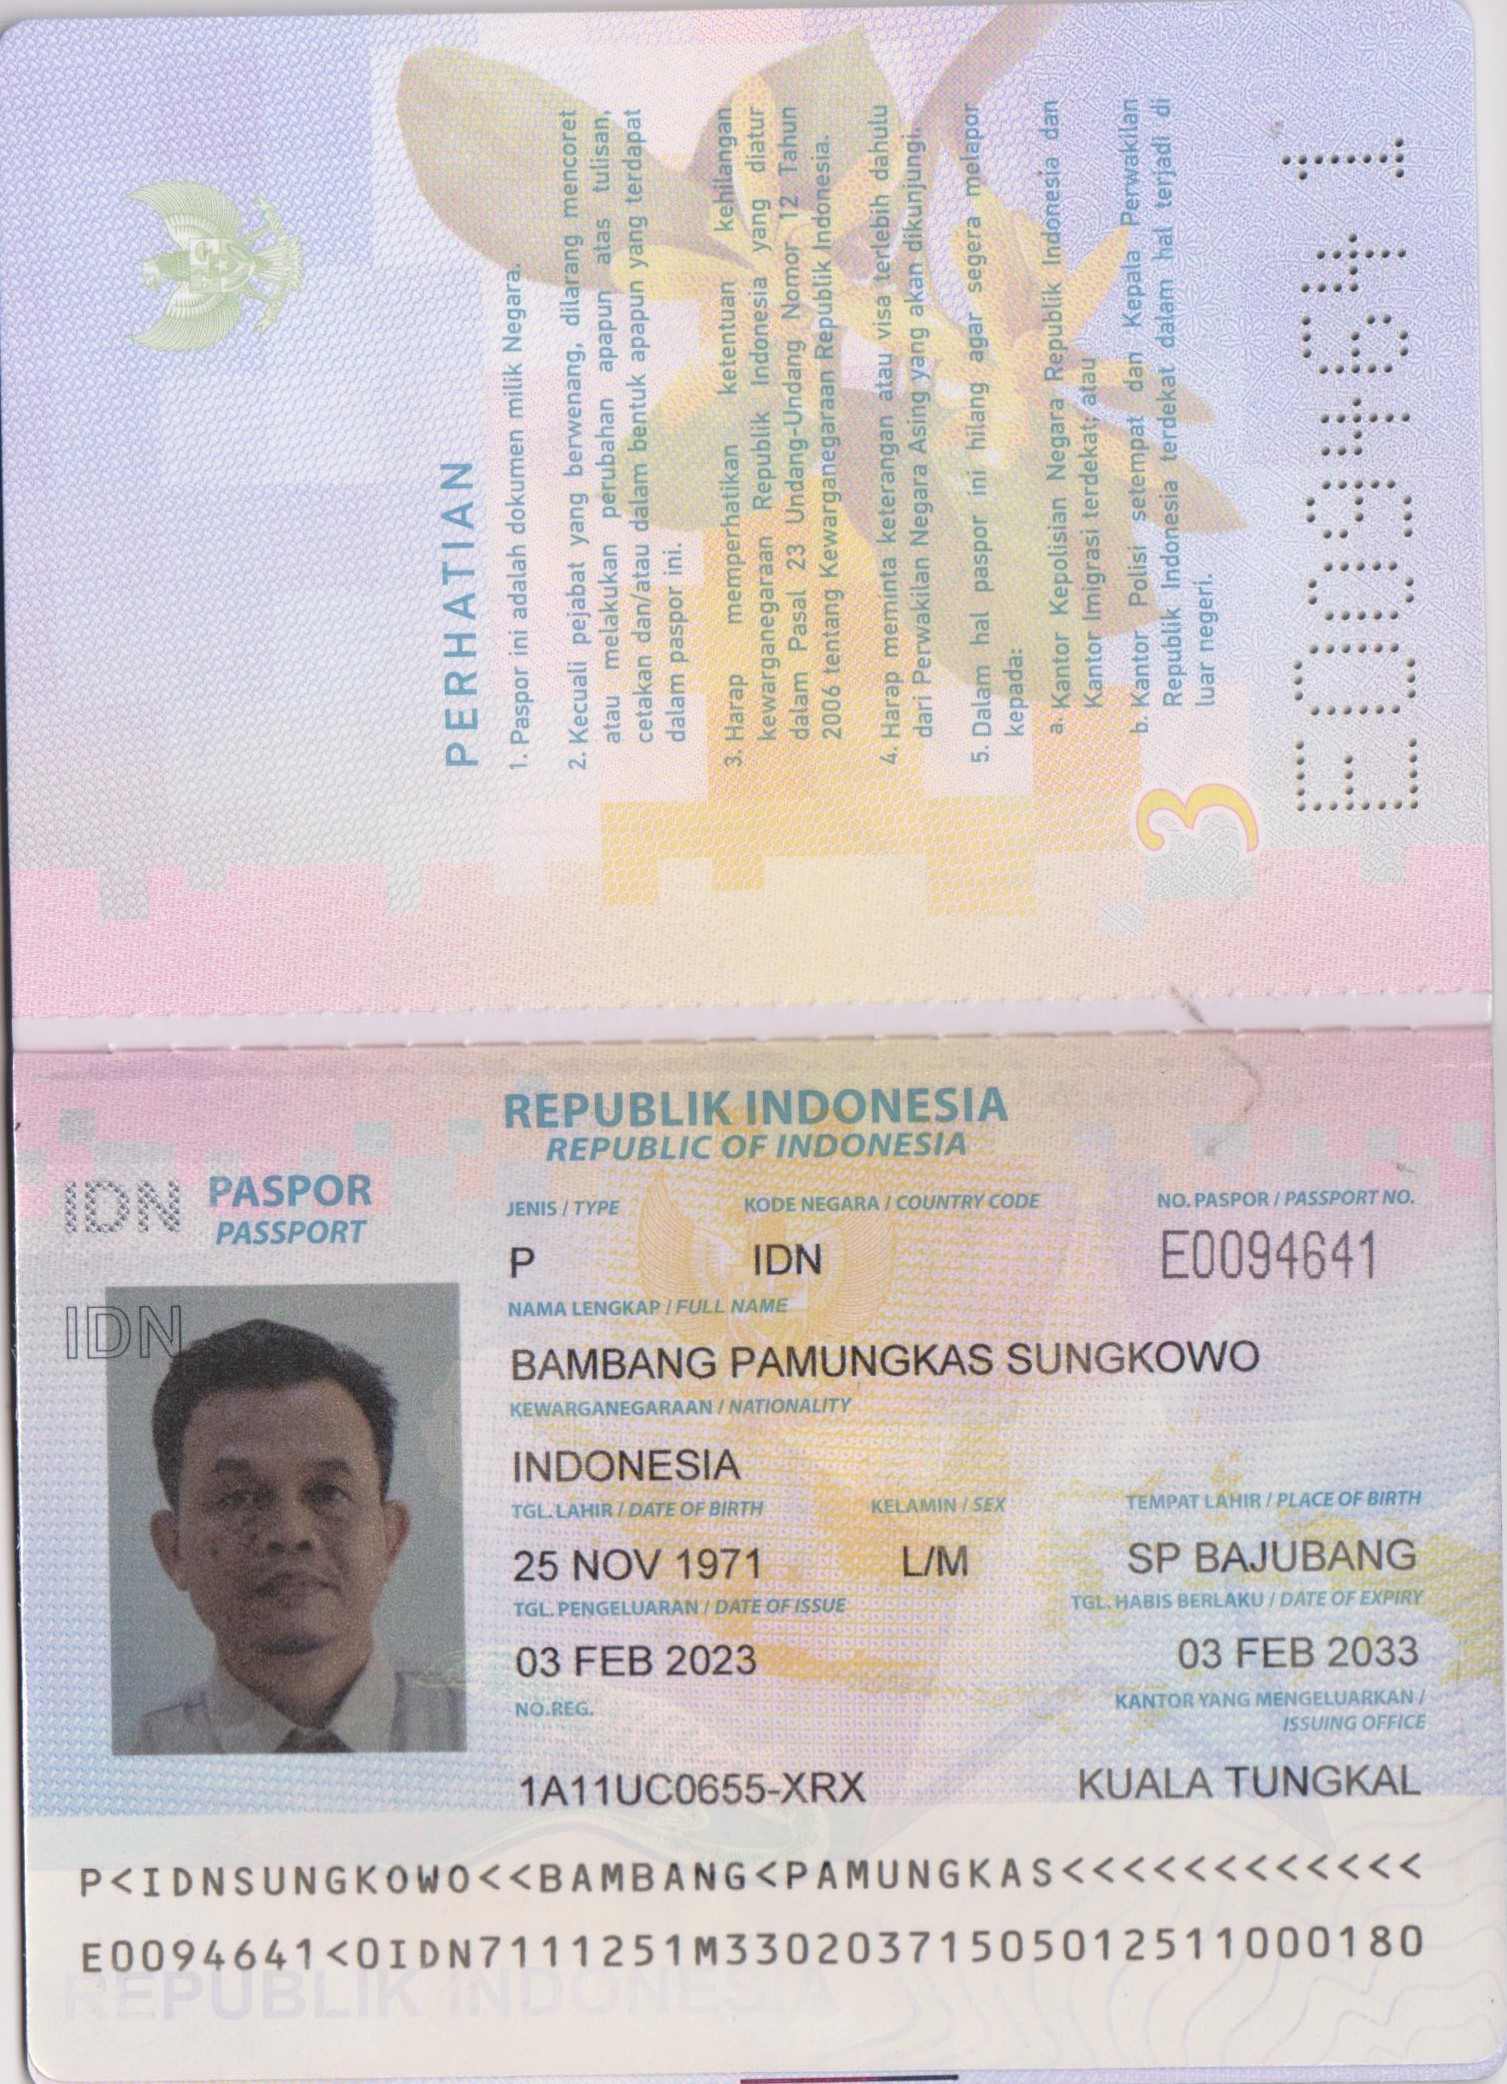 PERHATIAN
1. Paspor ini adalah dokumen milik Negara.
2. Kecuali pejabat yang berwenang, dilarang mencoret
atau melakukan perubahan apapun atas tulisan,
cetakan dan/atau dalam bentuk apapun yang terdapat
dalam paspor ini.
3. Harap memperhatikan ketentuan kehilangan
kewarganegaraan Republik Indonesia yang diatur
dalam Pasal 23 Undang-Undang Nomor 12 Tahun
2006 tentang Kewarganegaraan Republik Indonesia.
4. Harap meminta keterangan atau visa terlebih dahulu
dari Perwakilan Negara Asing yang akan dikunjungi.
5. Dalam hal paspor ini hilang agar segera melapor
kepada:
a. Kantor Kepolisian Negara Republik Indonesia dan
Kantor Imigrasi terdekat; atau
b. Kantor Polisi setempat dan Kepala Perwakilan
Republik Indonesia terdekat dalam hal terjadi di
luar negeri.
3
E0094641
REPUBLIK INDONESIA
REPUBLIC OF INDONESIA
IDN PASPOR
PASSPORT
JENIS / TYPE KODE NEGARA / COUNTRY CODE NO. PASPOR / PASSPORT NO.
P IDN E0094641
IDN
NAMA LENGKAP / FULL NAME
BAMBANG PAMUNGKAS SUNGKOWO
KEWARGANEGARAAN / NATIONALITY
INDONESIA
TGL. LAHIR / DATE OF BIRTH KELAMIN / SEX TEMPAT LAHIR / PLACE OF BIRTH
25 NOV 1971 L/M SP BAJUBANG
TGL. PENGELUARAN / DATE OF ISSUE TGL. HABIS BERLAKU / DATE OF EXPIRY
03 FEB 2023 03 FEB 2033
NO.REG. KANTOR YANG MENGELUARKAN /
ISSUING OFFICE
1A11UC0655-XRX KUALA TUNGKAL
P<IDNSUNGKOWO<<BAMBANG<PAMUNGKAS<<<<<<<<<<<<
E0094641<0IDN7111251M33020371505012511000180
REPUBLIK INDONESIA